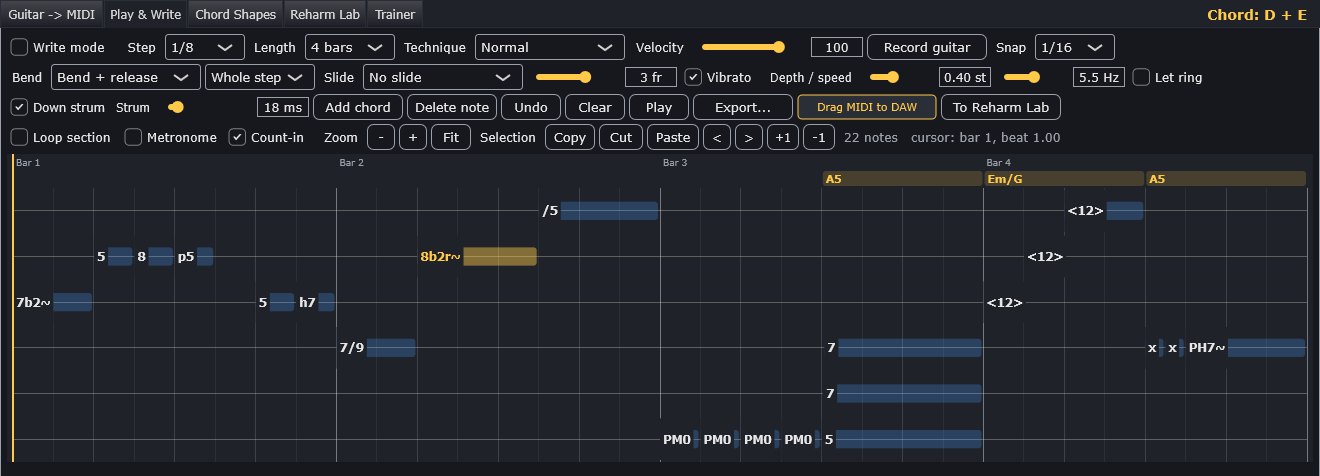 Guitar -> MIDI Play & Write Chord Shapes Reharm Lab Trainer Chord: D + E
Write mode Step 1/8 Length 4 bars Technique Normal Velocity 100 Record guitar Snap 1/16
Bend Bend + release Whole step Slide No slide 3 fr Vibrato Depth / speed 0.40 st 5.5 Hz Let ring
Down strum Strum 18 ms Add chord Delete note Undo Clear Play Export... Drag MIDI to DAW To Reharm Lab
Loop section Metronome Count-in Zoom - + Fit Selection Copy Cut Paste < > +1 -1 22 notes cursor: bar 1, beat 1.00
Bar 1 Bar 2 Bar 3 Bar 4
A5 Em/G A5
/5 <12>
5 8 p5 8b2r~ <12>
7b2~ 5 h7 <12>
7/9 7 x x PH7~
7
PM0 PM0 PM0 PM0 5